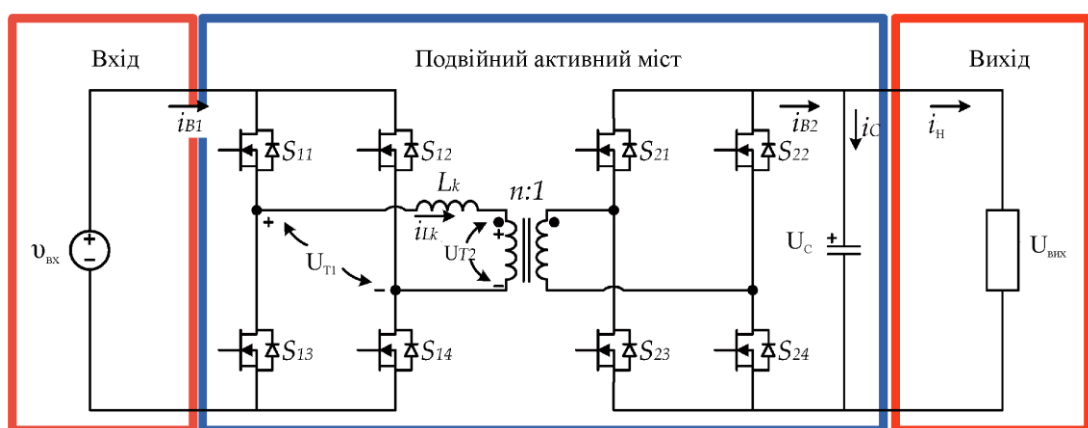 Вхід
Подвійний активний міст
Вихід
iB1
iB2
iC
iН
S11
S12
S21
S22
Lk
n:1
+
iLk
+
UT1
UT2
−
−
υвх
+
−
UC
+
Uвих
S13
S14
S23
S24